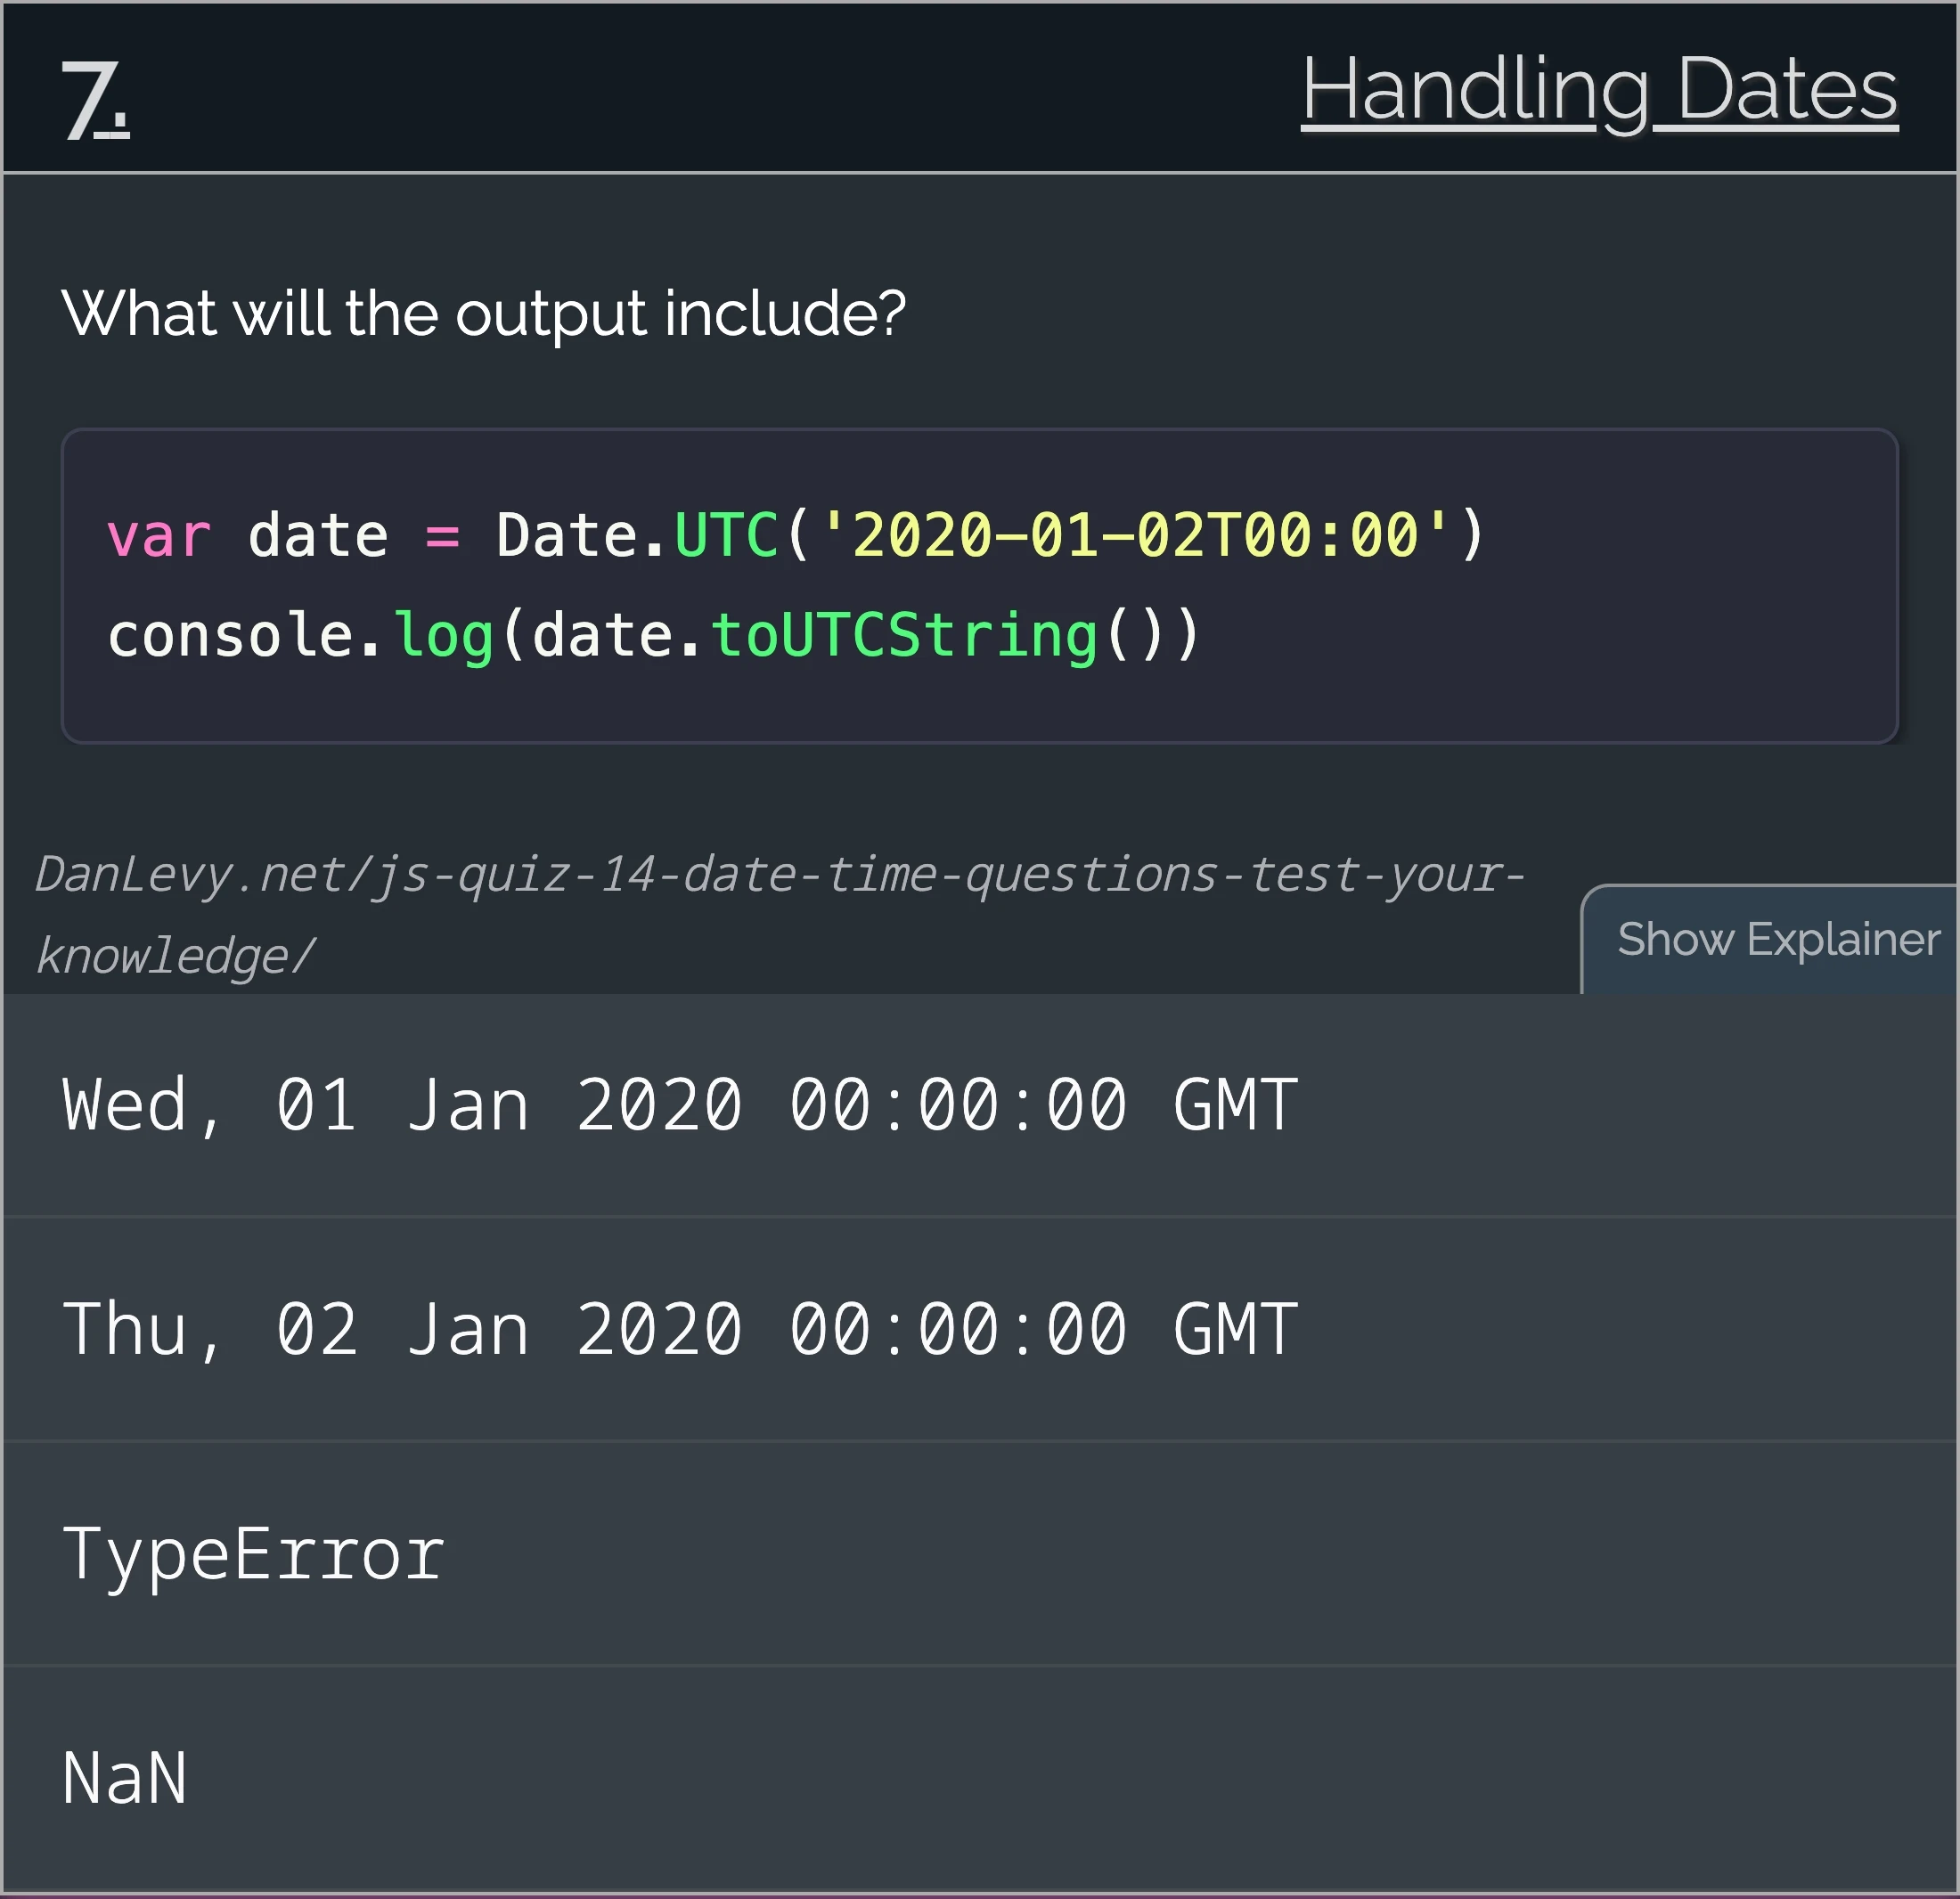 7.
Handling Dates
What will the output include?
var date = Date.UTC('2020-01-02T00:00')
console.log(date.toUTCString())
DanLevy.net/js-quiz-14-date-time-questions-test-your-
knowledge/
Show Explainer
Wed, 01 Jan 2020 00:00:00 GMT
Thu, 02 Jan 2020 00:00:00 GMT
TypeError
NaN